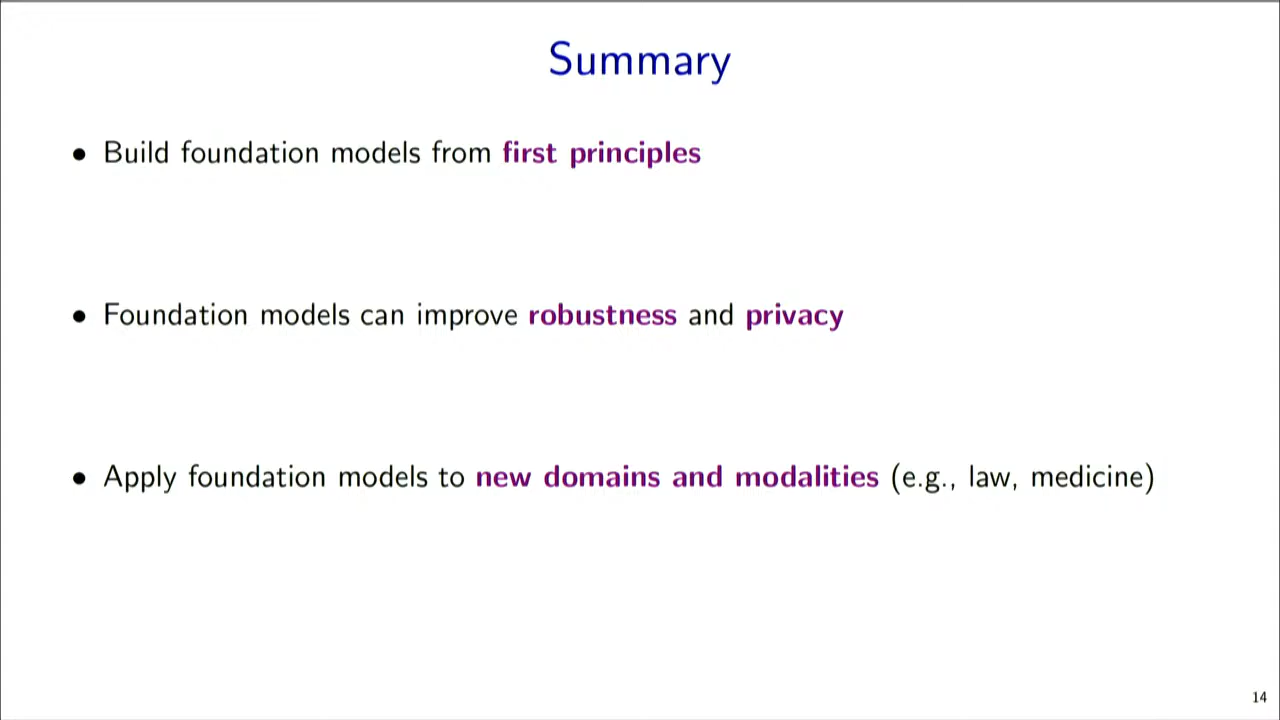 Summary
• Build foundation models from first principles
• Foundation models can improve robustness and privacy
• Apply foundation models to new domains and modalities (e.g., law, medicine)
14